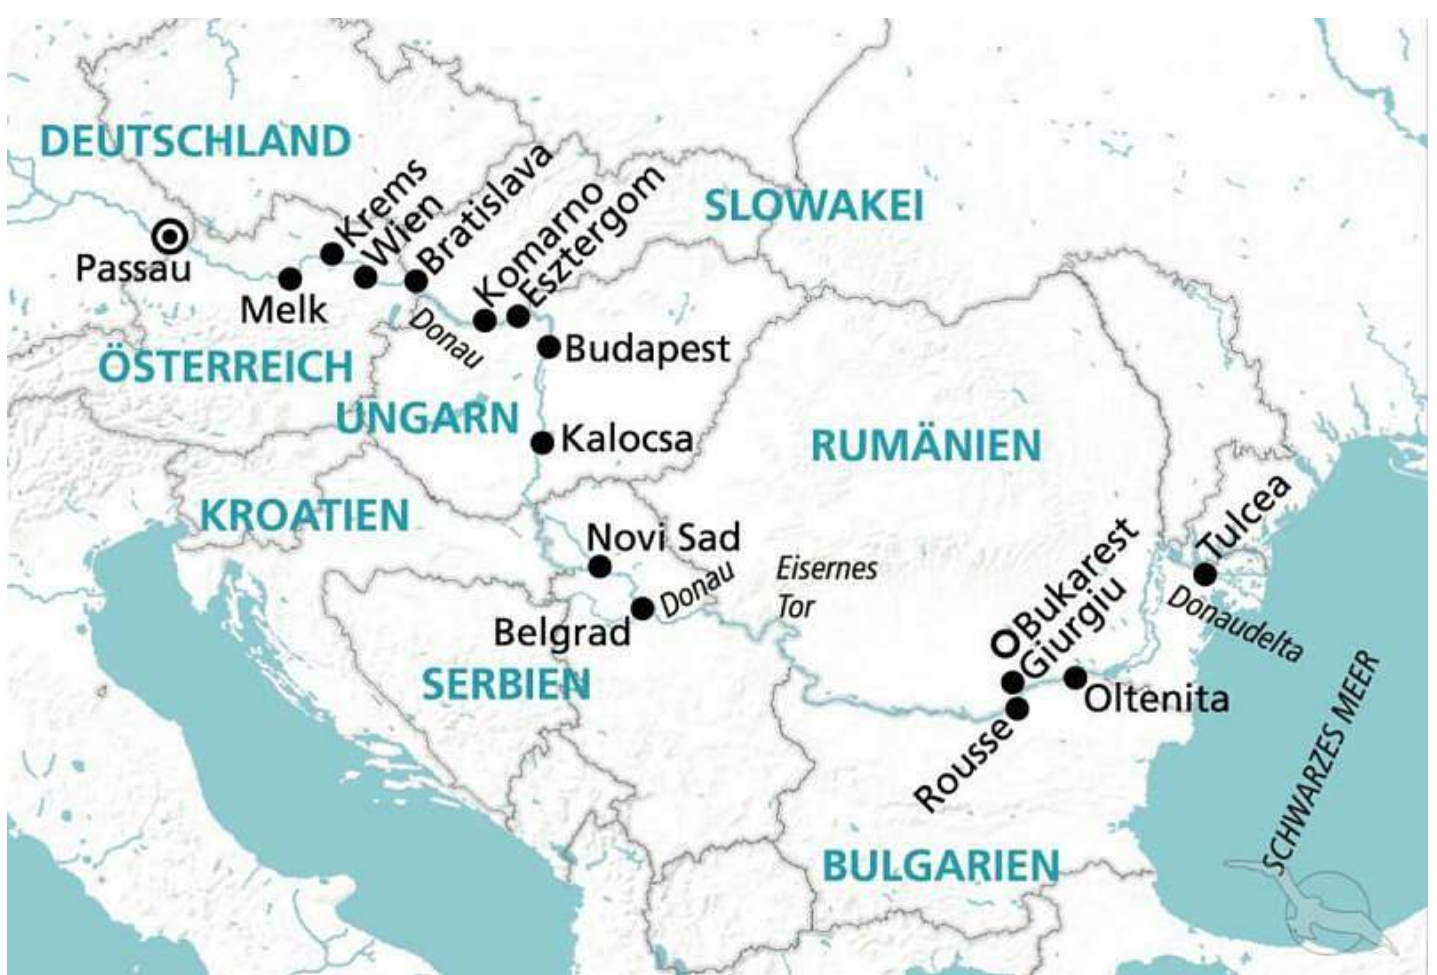 DEUTSCHLAND
Krems
Wien
Bratislava
Komarno
Esztergom
SLOWAKEI
Passau
Melk
Donau
Budapest
ÖSTERREICH
UNGARN
Kalocsa
RUMÄNIEN
KROATIEN
Novi Sad
Donau
Eisernes
Tor
Belgrad
SERBIEN
Bukarest
Giurgiu
Tulcea
Donaudelta
Oltenita
Rousse
SCHWARZES MEER
BULGARIEN